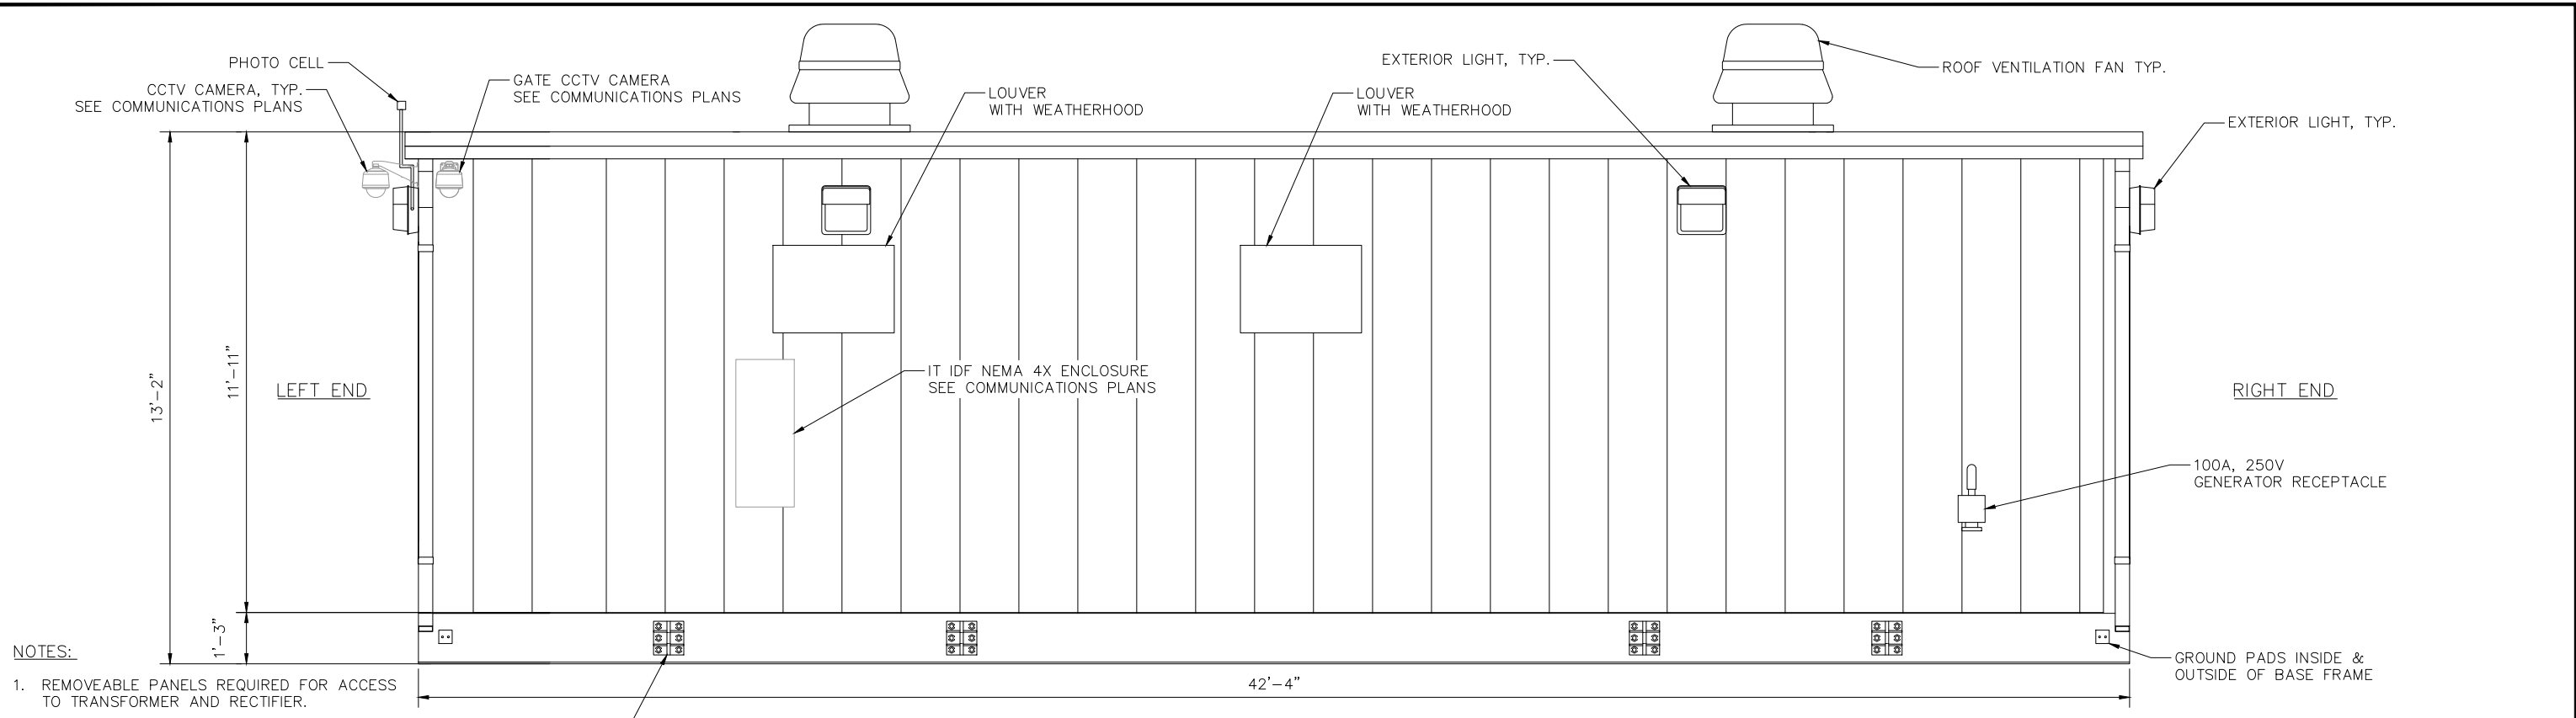 PHOTO CELL
CCTV CAMERA, TYP.
SEE COMMUNICATIONS PLANS
GATE CCTV CAMERA
SEE COMMUNICATIONS PLANS
LOUVER
WITH WEATHERHOOD
EXTERIOR LIGHT, TYP.
LOUVER
WITH WEATHERHOOD
ROOF VENTILATION FAN TYP.
EXTERIOR LIGHT, TYP.
13'-2"
11'-11"
LEFT END
IT IDF NEMA 4X ENCLOSURE
SEE COMMUNICATIONS PLANS
RIGHT END
100A, 250V
GENERATOR RECEPTACLE
1'-3"
NOTES:
1. REMOVEABLE PANELS REQUIRED FOR ACCESS
TO TRANSFORMER AND RECTIFIER.
42'-4"
GROUND PADS INSIDE &
OUTSIDE OF BASE FRAME